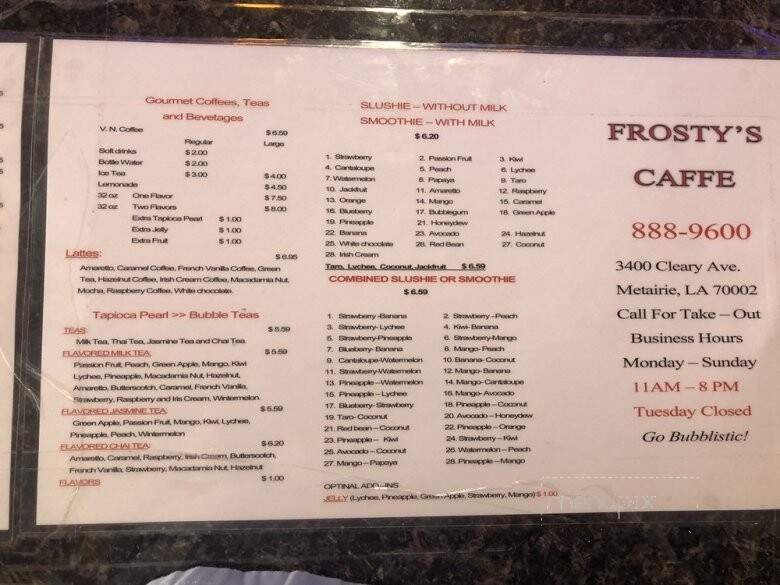 Gourmet Coffees, Teas
and Bevetages
V. N. Coffee $ 6.59
Regular Large
Soft drinks $ 2.00
Bottle Water $ 2.00
Ice Tea $ 3.00 $ 4.00
Lemonade $ 4.50
32 oz One Flavor $ 7.50
32 oz Two Flavors $ 8.00
Extra Tapioca Pearl $ 1.00
Extra Jelly $ 1.00
Extra Fruit $ 1.00
Lattes: $ 6.95
Amaretto, Caramel Coffee, French Vanilla Coffee, Green
Tea, Hazelnut Coffee, Irish Cream Coffee, Macadamia Nut,
Mocha, Raspberry Coffee, White chocolate.
Tapioca Pearl >> Bubble Teas
TEAS: $ 5.59
Milk Tea, Thai Tea, Jasmine Tea and Chai Tea
FLAVORED MILK TEA: $ 5.59
Passion Fruit, Peach, Green Apple, Mango, Kiwi
Lychee, Pineapple, Macadamia Nut, Hazelnut,
Amaretto, Butterscotch, Caramel, French Vanilla,
Strawberry, Raspberry and Iris Cream, Wintermelon
FLAVORED JASMINE TEA: $ 5.59
Green Apple, Passion Fruit, Mango, Kiwi, Lychee,
Pineapple, Peach, Wintermelon
FLAVORED CHAI TEA: $ 6.20
Amaretto, Caramel, Raspberry, Irish Cream, Butterscotch,
French Vanilla, Strawberry, Macadamia Nut, Hazelnut
FLAVORS $ 1.00
SLUSHIE – WITHOUT MILK
SMOOTHIE – WITH MILK
$ 6.20
1. Strawberry 2. Passion Fruit 3. Kiwi
4. Cantaloupe 5. Peach 6. Lychee
7. Watermelon 8. Papaya 9. Taro
10. Jackfruit 11. Amaretto 12. Raspberry
13. Orange 14. Mango 15. Caramel
16. Blueberry 17. Bubblegum 18. Green Apple
19. Pineapple 21. Honeydew
22. Banana 23. Avocado 24. Hazelnut
25. White chocolate 26. Red Bean 27. Coconut
28. Irish Cream
Taro, Lychee, Coconut, Jackfruit $ 6.59
COMBINED SLUSHIE OR SMOOTHIE
$ 6.59
1. Strawberry -Banana 2. Strawberry –Peach
3. Strawberry- Lychee 4. Kiwi- Banana
5. Strawberry-Pineapple 6. Strawberry-Mango
7. Blueberry- Banana 8. Mango- Peach
9. Cantaloupe-Watermelon 10. Banana- Coconut
11. Strawberry-Watermelon 12. Mango- Banana
13. Pineapple – Watermelon 14. Mango- Cantaloupe
15. Pineapple – Lychee 16. Mango- Avocado
17. Blueberry- Strawberry 18. Pineapple – Coconut
19. Taro- Coconut 20. Avocado – Honeydew
21. Red bean – Coconut 22. Pineapple – Orange
23. Pineapple – Kiwi 24. Strawberry – Kiwi
25. Avocado – Coconut 26. Watermelon – Peach
27. Mango – Papaya 28. Pineapple – Mango
OPTINAL ADD-INS
JELLY (Lychee, Pineapple, Green Apple, Strawberry, Mango) $ 1.00
FROSTY'S
CAFFE
888-9600
3400 Cleary Ave.
Metairie, LA 70002
Call For Take – Out
Business Hours
Monday – Sunday
11AM – 8 PM
Tuesday Closed
Go Bubblistic!